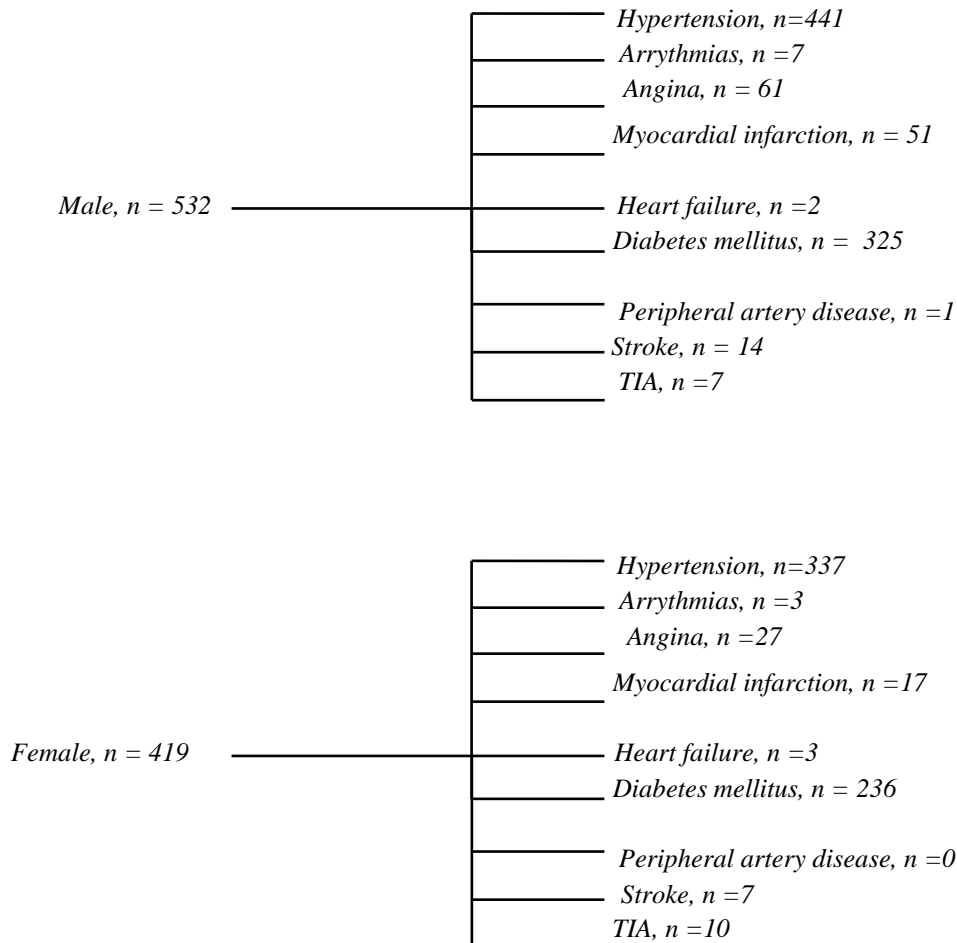 Hypertension, n=441
Arrythmias, n =7
Angina, n = 61
Myocardial infarction, n = 51
Male, n = 532
Heart failure, n =2
Diabetes mellitus, n =  325
Peripheral artery disease, n =1
Stroke, n = 14
TIA, n =7
Hypertension, n=337
Arrythmias, n =3
Angina, n =27
Myocardial infarction, n =17
Female, n = 419
Heart failure, n =3
Diabetes mellitus, n = 236
Peripheral artery disease, n =0
Stroke, n =7
TIA, n =10